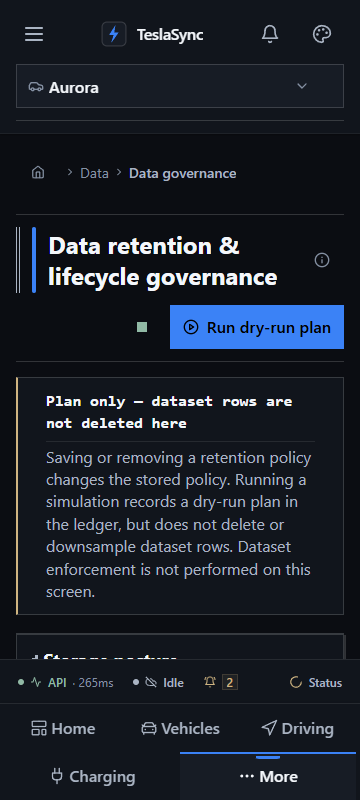 TeslaSync
Aurora
Data
Data governance
Data retention &
lifecycle governance
Run dry-run plan
Plan only — dataset rows are
not deleted here
Saving or removing a retention policy
changes the stored policy. Running a
simulation records a dry-run plan in
the ledger, but does not delete or
downsample dataset rows. Dataset
enforcement is not performed on this
screen.
Storage posture
API · 265ms
Idle
2
Status
Home
Vehicles
Driving
Charging
More